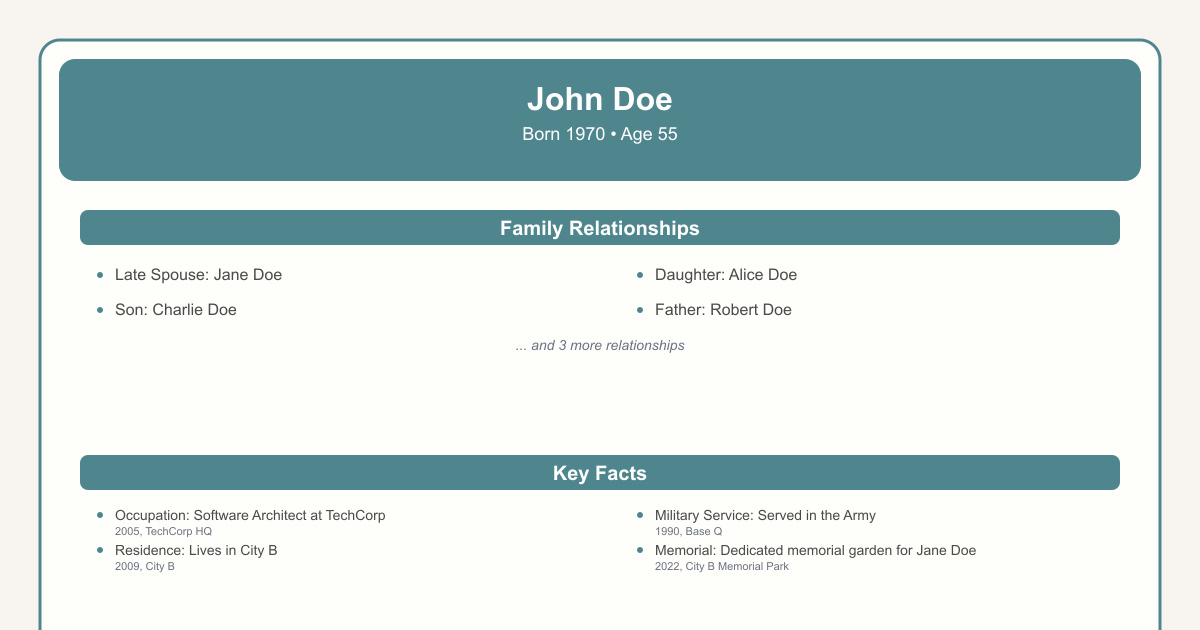 John Doe
Born 1970 • Age 55
Family Relationships
• Late Spouse: Jane Doe
• Daughter: Alice Doe
• Son: Charlie Doe
• Father: Robert Doe
... and 3 more relationships
Key Facts
• Occupation: Software Architect at TechCorp
2005, TechCorp HQ
• Military Service: Served in the Army
1990, Base Q
• Residence: Lives in City B
2009, City B
• Memorial: Dedicated memorial garden for Jane Doe
2022, City B Memorial Park